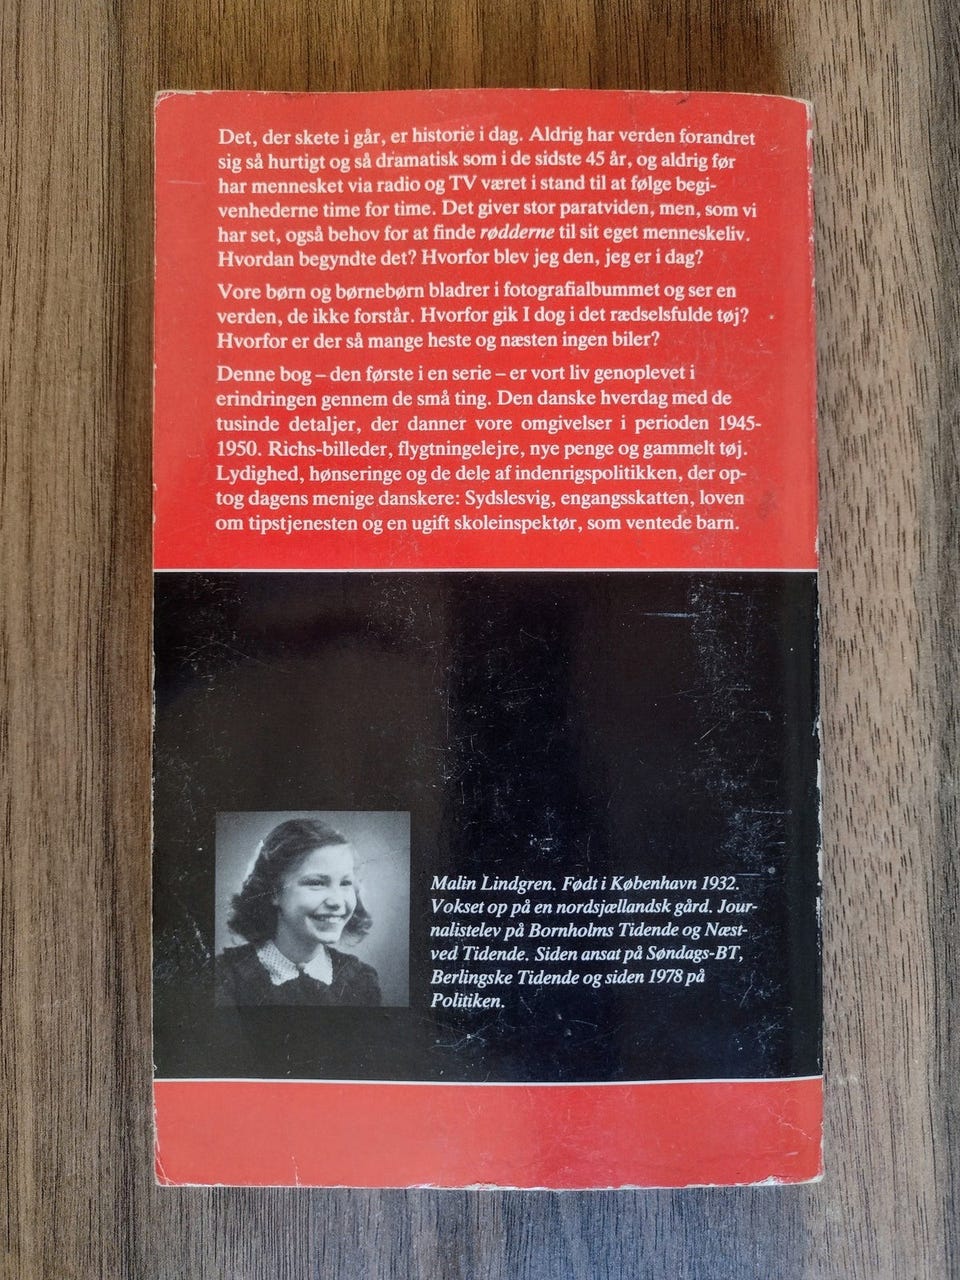 Det, der skete i går, er historie i dag. Aldrig har verden forandret
sig så hurtigt og så dramatisk som i de sidste 45 år, og aldrig før
har mennesket via radio og TV været i stand til at følge begi-
venhederne time for time. Det giver stor paratviden, men, som vi
har set, også behov for at finde rødderne til sit eget menneskeliv.
Hvordan begyndte det? Hvorfor blev jeg den, jeg er i dag?
Vore børn og børnebørn bladrer i fotografialbummet og ser en
verden, de ikke forstår. Hvorfor gik I dog i det rædselsfulde tøj?
Hvorfor er der så mange heste og næsten ingen biler?
Denne bog – den første i en serie – er vort liv genoplevet i
erindringen gennem de små ting. Den danske hverdag med de
tusinde detaljer, der danner vore omgivelser i perioden 1945-
1950. Richs-billeder, flygtningelejre, nye penge og gammelt tøj.
Lydighed, hønseringe og de dele af indenrigspolitikken, der op-
tog dagens menige danskere: Sydslesvig, engangsskatten, loven
om tipstjenesten og en ugift skoleinspektør, som ventede barn.
Malin Lindgren. Født i København 1932.
Vokset op på en nordsjællandsk gård. Jour-
nalistelev på Bornholms Tidende og Næst-
ved Tidende. Siden ansat på Søndags-BT,
Berlingske Tidende og siden 1978 på
Politiken.